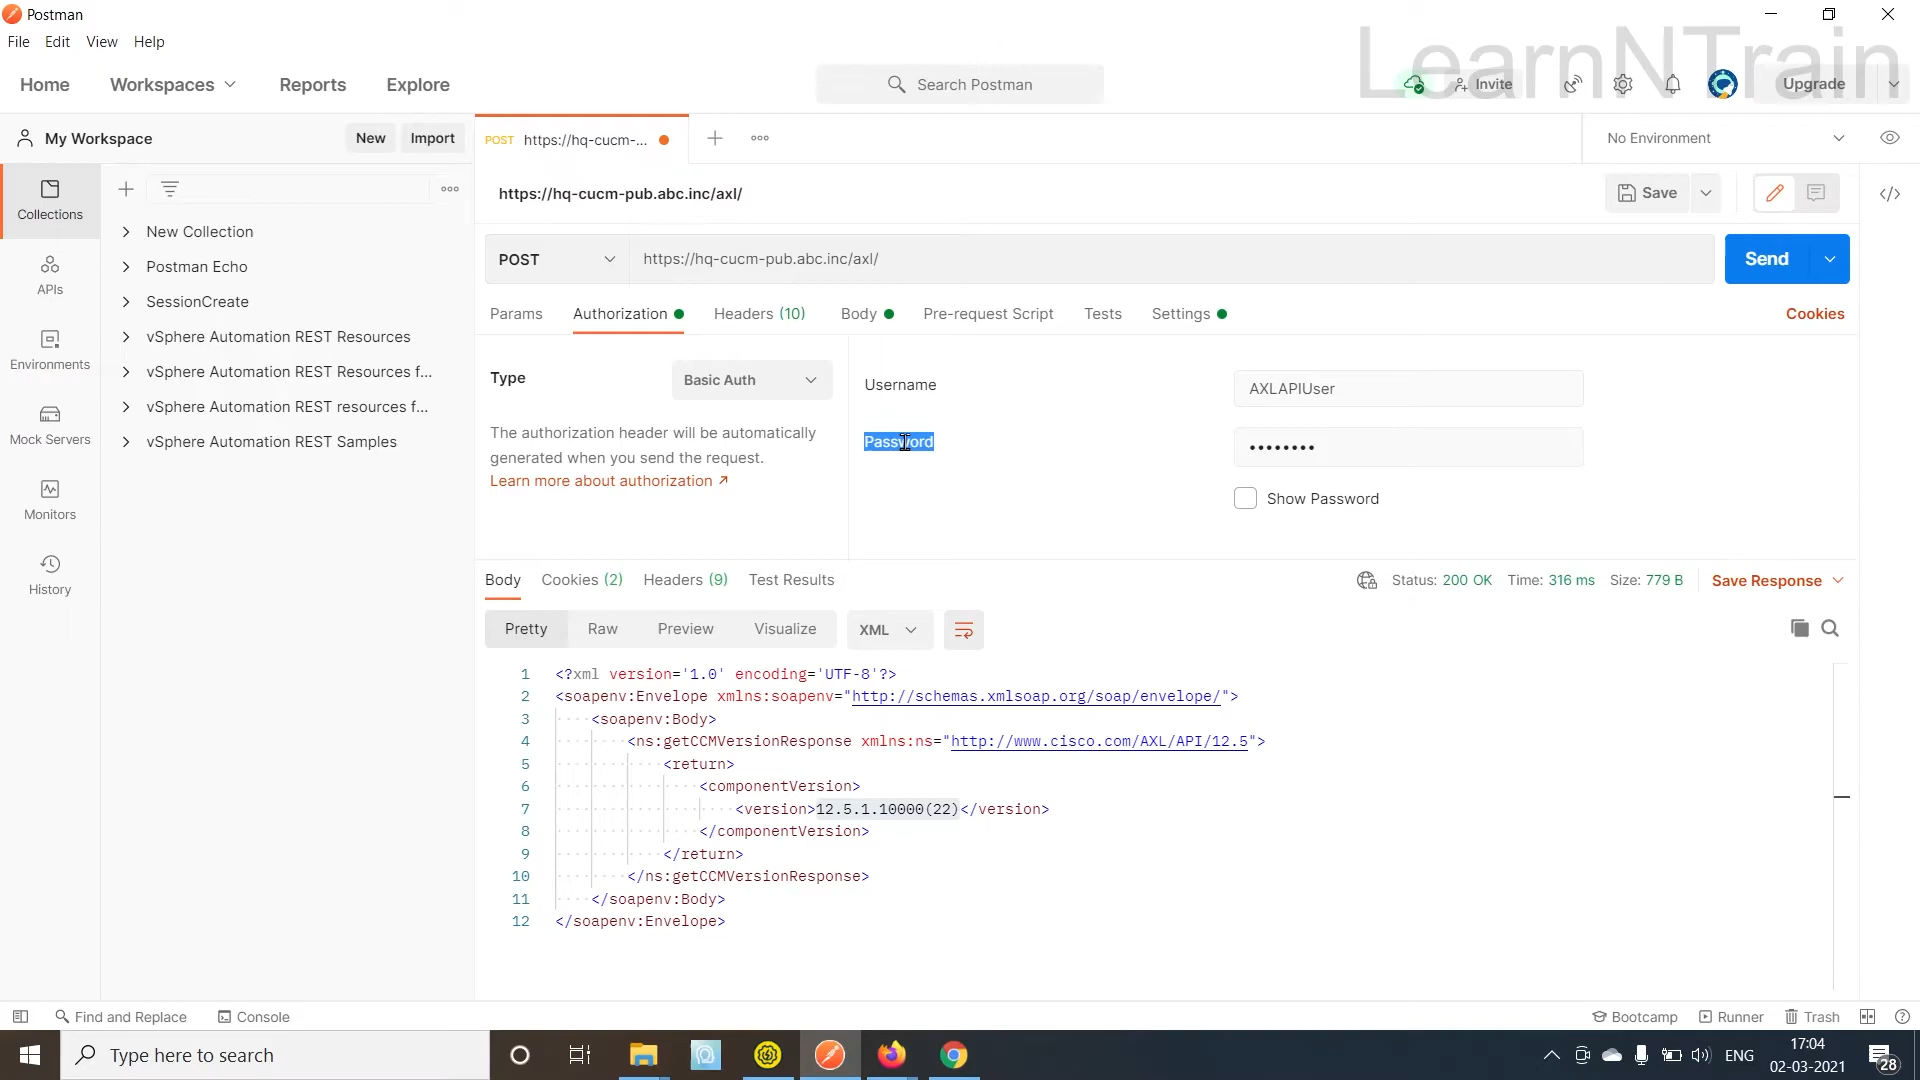 Postman
File Edit View Help
LearnNTrain
Home Workspaces Reports Explore Search Postman Invite Upgrade
My Workspace New Import POST https://hq-cucm-... No Environment
https://hq-cucm-pub.abc.inc/axl/ Save
Collections
APIs
Environments
Mock Servers
Monitors
History
New Collection
Postman Echo
SessionCreate
vSphere Automation REST Resources
vSphere Automation REST Resources f...
vSphere Automation REST resources f...
vSphere Automation REST Samples
POST https://hq-cucm-pub.abc.inc/axl/ Send
Params Authorization Headers (10) Body Pre-request Script Tests Settings Cookies
Type Basic Auth
The authorization header will be automatically
generated when you send the request.
Learn more about authorization ↗
Username AXLAPIUser
Password ••••••••
Show Password
Body Cookies (2) Headers (9) Test Results Status: 200 OK Time: 316 ms Size: 779 B Save Response
Pretty Raw Preview Visualize XML
1 <?xml version='1.0' encoding='UTF-8'?>
2 <soapenv:Envelope xmlns:soapenv="http://schemas.xmlsoap.org/soap/envelope/">
3 <soapenv:Body>
4 <ns:getCCMVersionResponse xmlns:ns="http://www.cisco.com/AXL/API/12.5">
5 <return>
6 <componentVersion>
7 <version>12.5.1.10000(22)</version>
8 </componentVersion>
9 </return>
10 </ns:getCCMVersionResponse>
11 </soapenv:Body>
12 </soapenv:Envelope>
Find and Replace Console Bootcamp Runner Trash
Type here to search ENG 17:04
02-03-2021 28